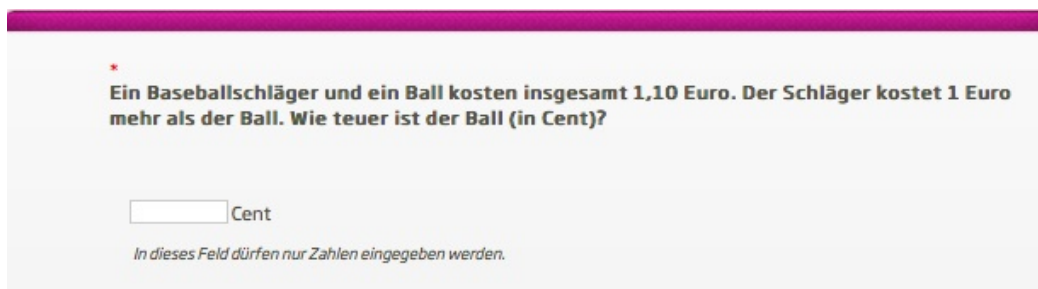 *
Ein Baseballschläger und ein Ball kosten insgesamt 1,10 Euro. Der Schläger kostet 1 Euro
mehr als der Ball. Wie teuer ist der Ball (in Cent)?
Cent
In dieses Feld dürfen nur Zahlen eingegeben werden.